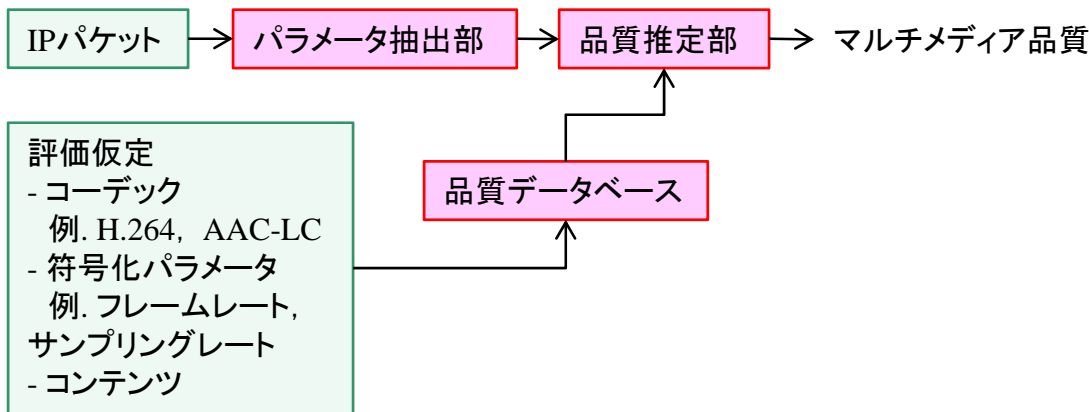 IPパケット
パラメータ抽出部
品質推定部
マルチメディア品質
評価仮定
- コーデック
例. H.264, AAC-LC
- 符号化パラメータ
例. フレームレート,
サンプリングレート
- コンテンツ
品質データベース